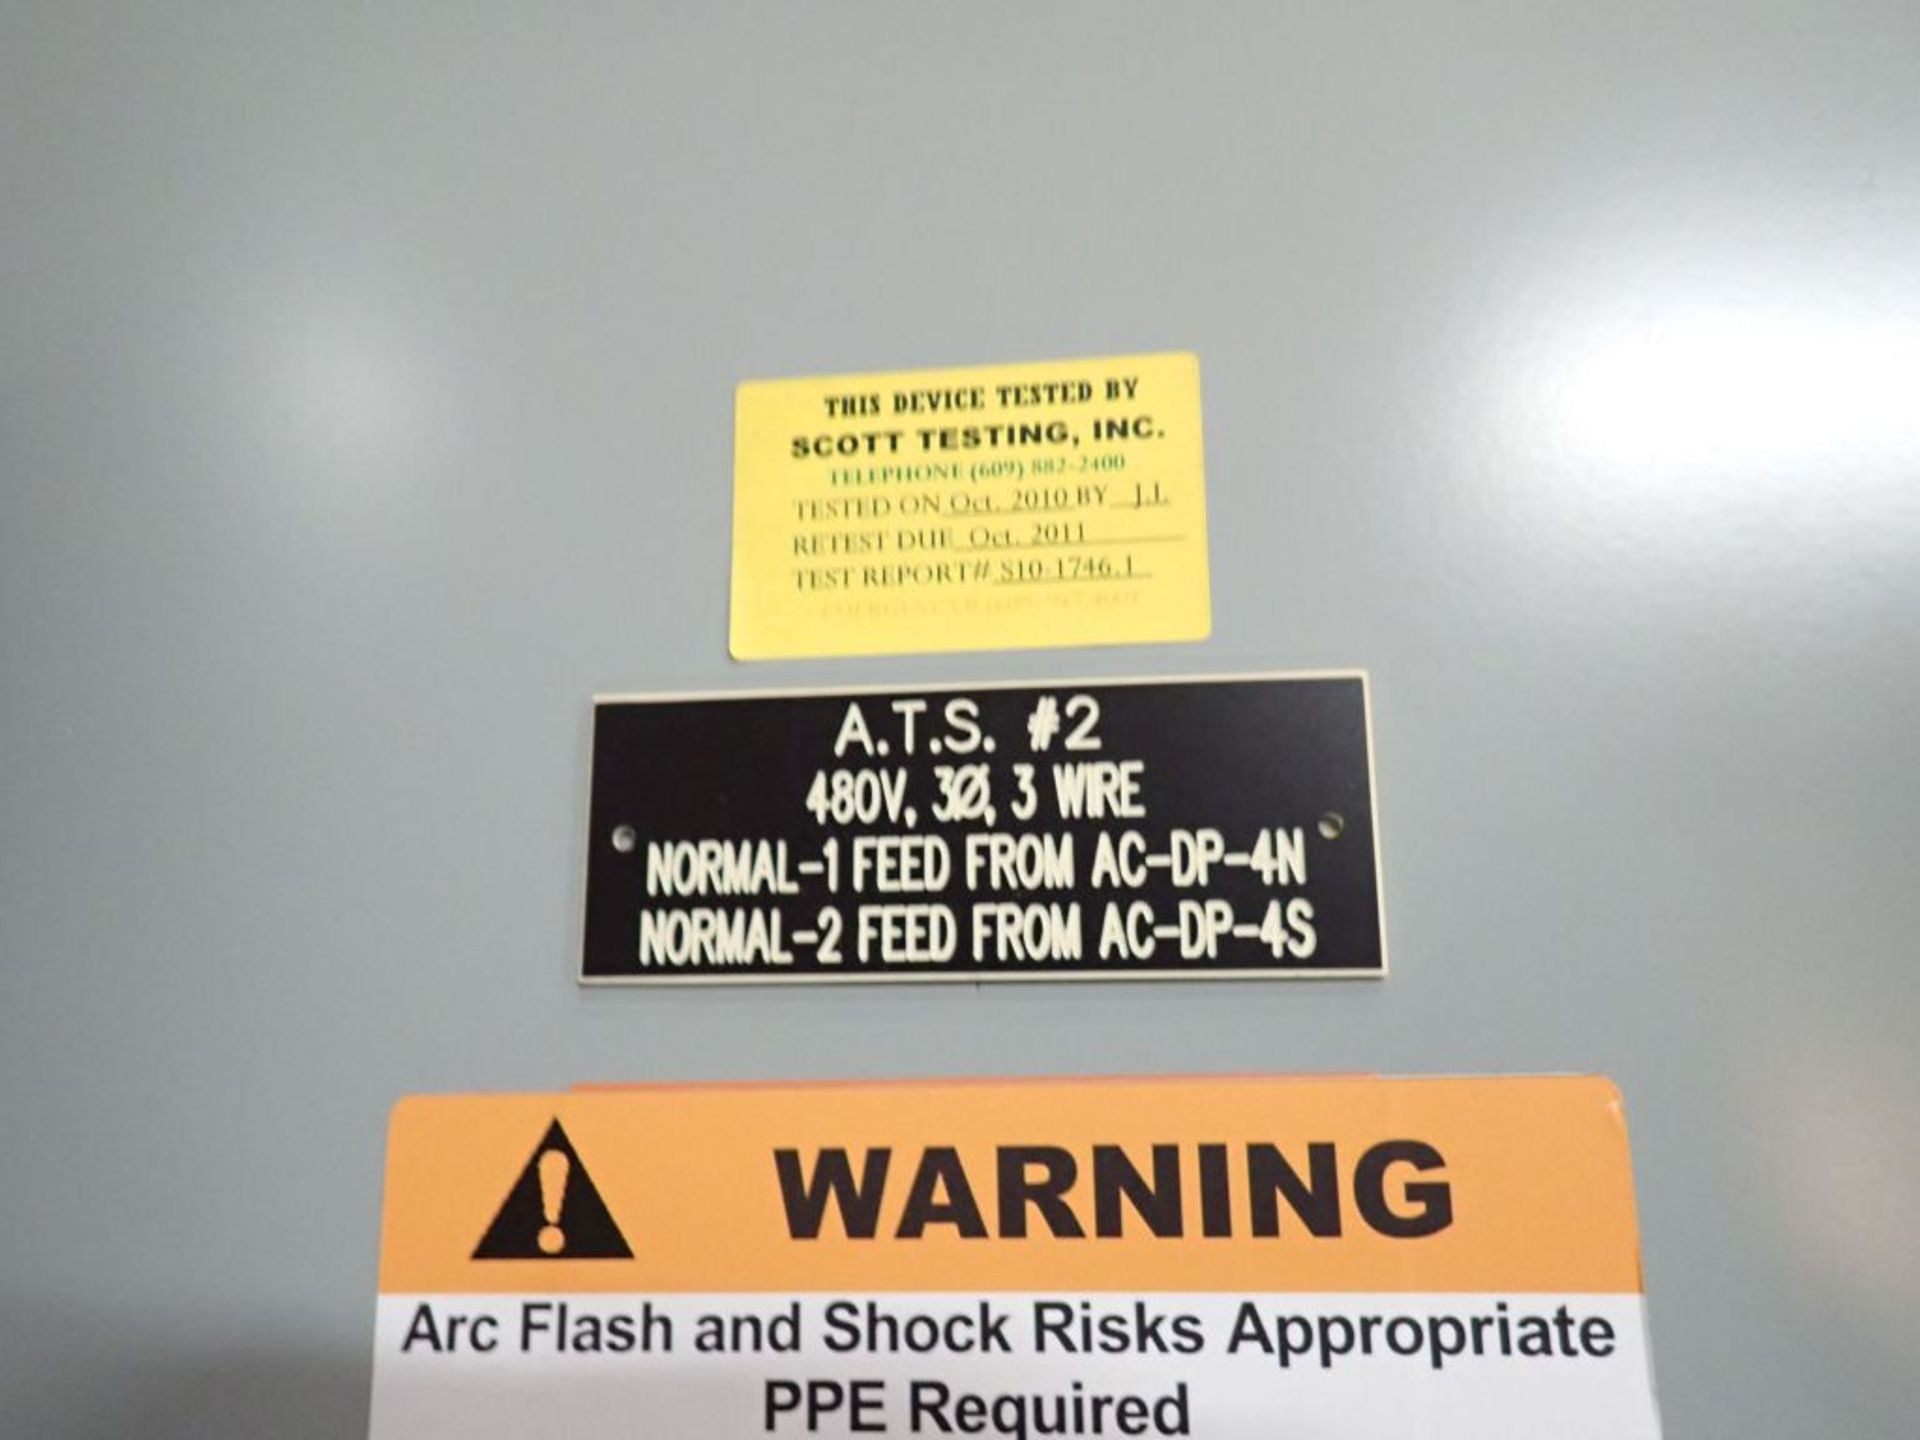 THIS DEVICE TESTED BY
SCOTT TESTING, INC.
TELEPHONE (609) 882-2400
TESTED ON Oct. 2010 BY J.L.
RETEST DUE Oct. 2011
TEST REPORT# S10-1746.1
A.T.S. #2
480V, 3Ø, 3 WIRE
NORMAL-1 FEED FROM AC-DP-4N
NORMAL-2 FEED FROM AC-DP-4S
WARNING
Arc Flash and Shock Risks Appropriate
PPE Required